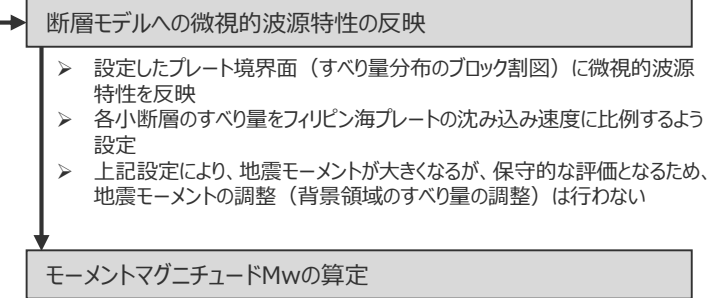 断層モデルへの微視的波源特性の反映
➢ 設定したプレート境界面（すべり量分布のブロック割図）に微視的波源
特性を反映
➢ 各小断層のすべり量をフィリピン海プレートの沈み込み速度に比例するよう
設定
➢ 上記設定により、地震モーメントが大きくなるが、保守的な評価となるため、
地震モーメントの調整（背景領域のすべり量の調整）は行わない
モーメントマグニチュードMwの算定